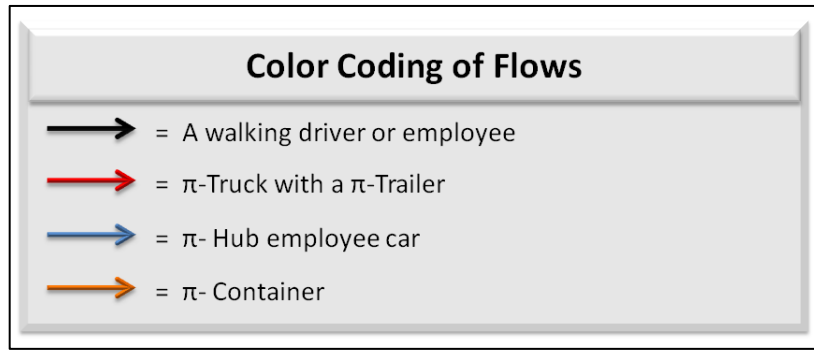 Color Coding of Flows
= A walking driver or employee
= π-Truck with a π-Trailer
= π- Hub employee car
= π- Container